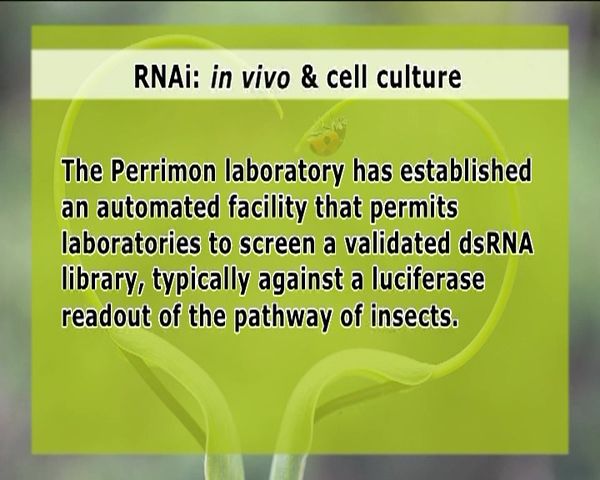 RNAi: in vivo & cell culture
The Perrimon laboratory has established
an automated facility that permits
laboratories to screen a validated dsRNA
library, typically against a luciferase
readout of the pathway of insects.